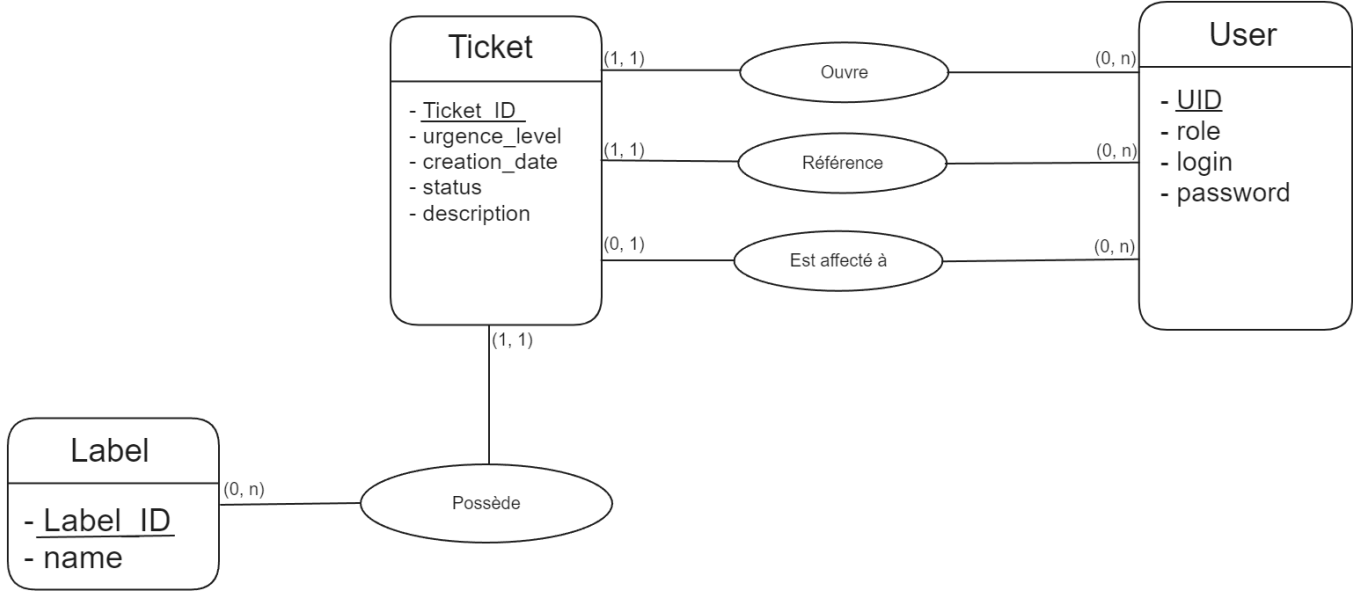 Ticket
- Ticket_ID
- urgence_level
- creation_date
- status
- description
(1, 1)
Ouvre
(0, n)
(1, 1)
Référence
(0, n)
(0, 1)
Est affecté à
(0, n)
User
- UID
- role
- login
- password
(1, 1)
Label
- Label_ID
- name
(0, n)
Possède